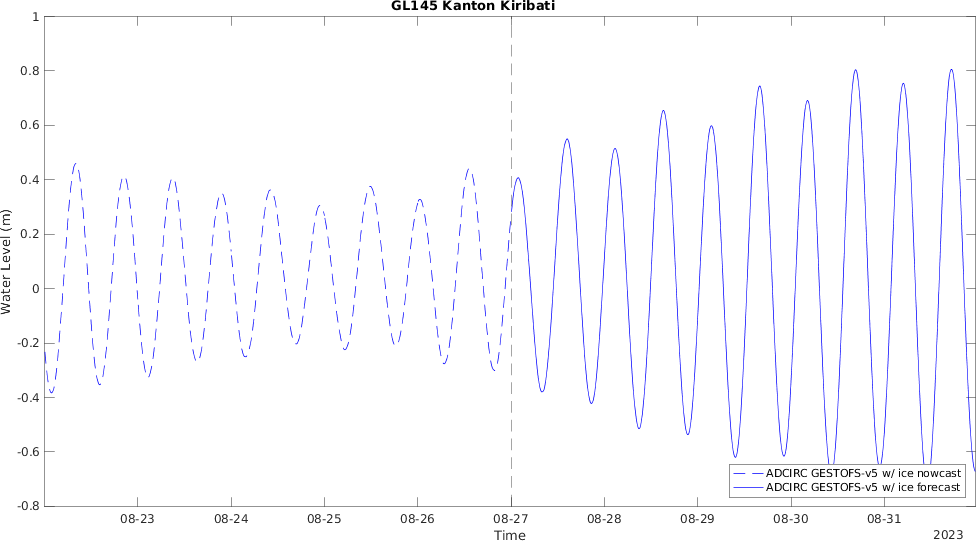 GL145 Kanton Kiribati
Water Level (m)
1
0.8
0.6
0.4
0.2
0
-0.2
-0.4
-0.6
-0.8
ADCIRC GESTOFS-v5 w/ ice nowcast
ADCIRC GESTOFS-v5 w/ ice forecast
08-23 08-24 08-25 08-26 08-27 08-28 08-29 08-30 08-31
Time
2023